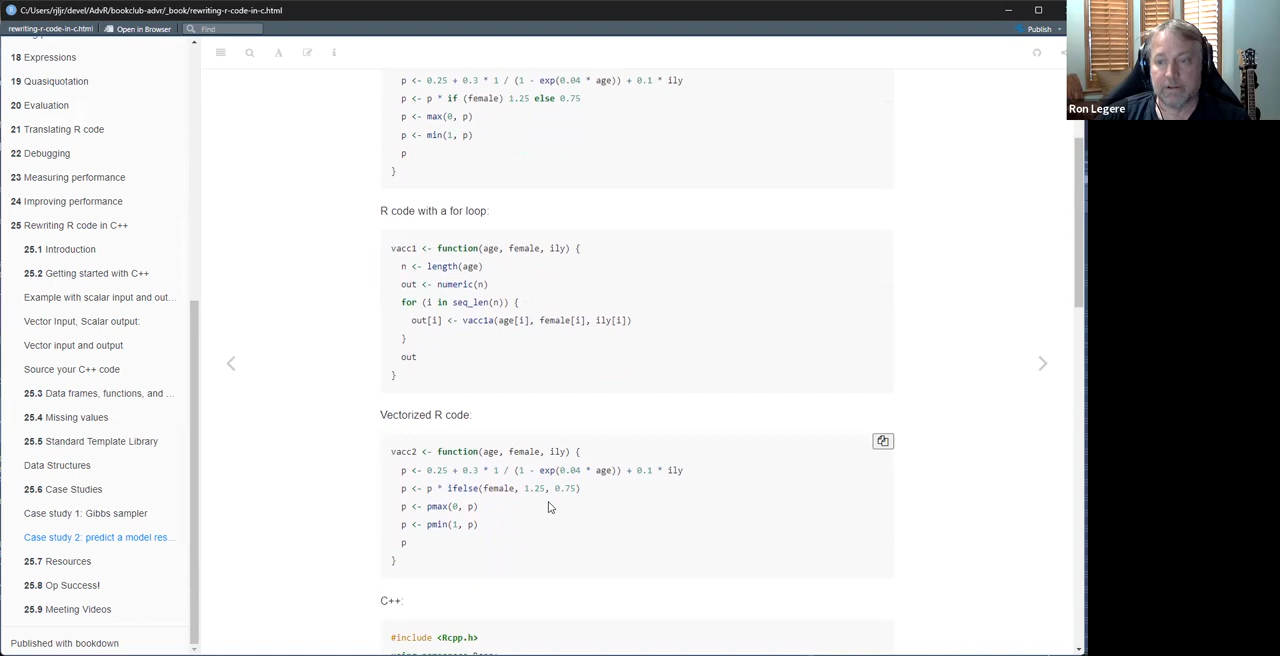 C:/Users/rjljr/devel/AdvR/bookclub-advr/_book/rewriting-r-code-in-c.html
rewriting-r-code-in-c.html
Open in Browser
Find
Publish
18 Expressions
19 Quasiquotation
20 Evaluation
21 Translating R code
22 Debugging
23 Measuring performance
24 Improving performance
25 Rewriting R code in C++
25.1 Introduction
25.2 Getting started with C++
Example with scalar input and out…
Vector Input, Scalar output:
Vector input and output
Source your C++ code
25.3 Data frames, functions, and …
25.4 Missing values
25.5 Standard Template Library
Data Structures
25.6 Case Studies
Case study 1: Gibbs sampler
Case study 2: predict a model res…
25.7 Resources
25.8 Op Success!
25.9 Meeting Videos
Published with bookdown
p <- 0.25 + 0.3 * 1 / (1 - exp(0.04 * age)) + 0.1 * ily
p <- p * if (female) 1.25 else 0.75
p <- max(0, p)
p <- min(1, p)
p
}
R code with a for loop:
vacc1 <- function(age, female, ily) {
n <- length(age)
out <- numeric(n)
for (i in seq_len(n)) {
out[i] <- vacc1a(age[i], female[i], ily[i])
}
out
}
Vectorized R code:
vacc2 <- function(age, female, ily) {
p <- 0.25 + 0.3 * 1 / (1 - exp(0.04 * age)) + 0.1 * ily
p <- p * ifelse(female, 1.25, 0.75)
p <- pmax(0, p)
p <- pmin(1, p)
p
}
C++:
#include <Rcpp.h>
Ron Legere